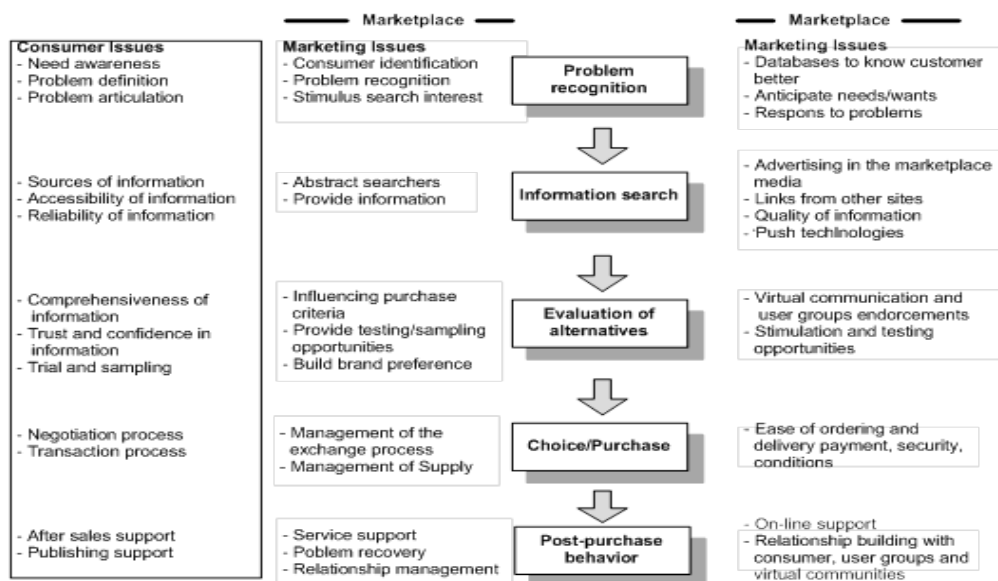 Marketplace
Marketplace
Consumer Issues
- Need awareness
- Problem definition
- Problem articulation
Marketing Issues
- Consumer identification
- Problem recognition
- Stimulus search interest
Problem
recognition
Marketing Issues
- Databases to know customer
better
- Anticipate needs/wants
- Respons to problems
- Sources of information
- Accessibility of information
- Reliability of information
- Abstract searchers
- Provide information
Information search
- Advertising in the marketplace
media
- Links from other sites
- Quality of information
- Push techlnologies
- Comprehensiveness of
information
- Trust and confidence in
information
- Trial and sampling
- Influencing purchase
criteria
- Provide testing/sampling
opportunities
- Build brand preference
Evaluation of
alternatives
- Virtual communication and
user groups endorcements
- Stimulation and testing
opportunities
- Negotiation process
- Transaction process
- Management of the
exchange process
- Management of Supply
Choice/Purchase
- Ease of ordering and
delivery payment, security,
conditions
- After sales support
- Publishing support
- Service support
- Poblem recovery
- Relationship management
Post-purchase
behavior
- On-line support
- Relationship building with
consumer, user groups and
virtual communities